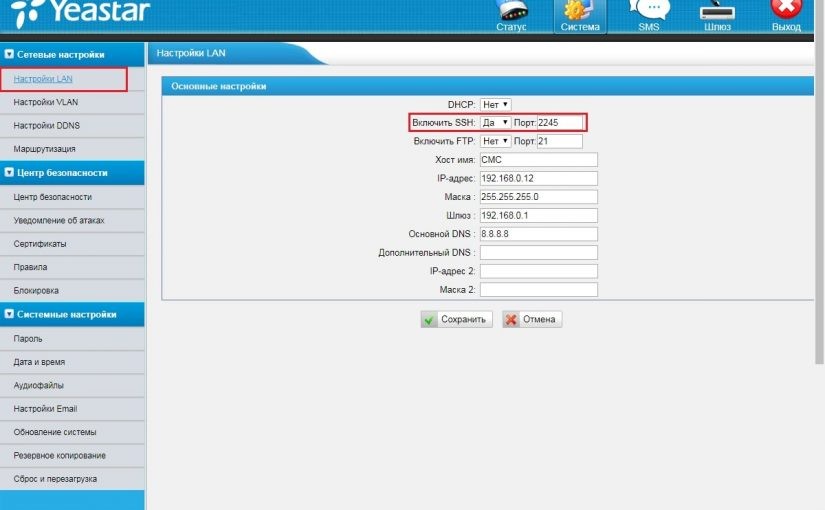 Yeastar
Статус
Система
SMS
Шлюз
Выход
Сетевые настройки
Настройки LAN
Настройки VLAN
Настройки DDNS
Маршрутизация
Центр безопасности
Центр безопасности
Уведомление об атаках
Сертификаты
Правила
Блокировка
Системные настройки
Пароль
Дата и время
Аудиофайлы
Настройки Email
Обновление системы
Резервное копирование
Сброс и перезагрузка
Настройки LAN
Основные настройки
DHCP: Нет
Включить SSH: Да Порт: 2245
Включить FTP: Нет Порт: 21
Хост имя: СМС
IP-адрес: 192.168.0.12
Маска : 255.255.255.0
Шлюз : 192.168.0.1
Основной DNS : 8.8.8.8
Дополнительный DNS :
IP-адрес 2:
Маска 2:
Сохранить Отмена